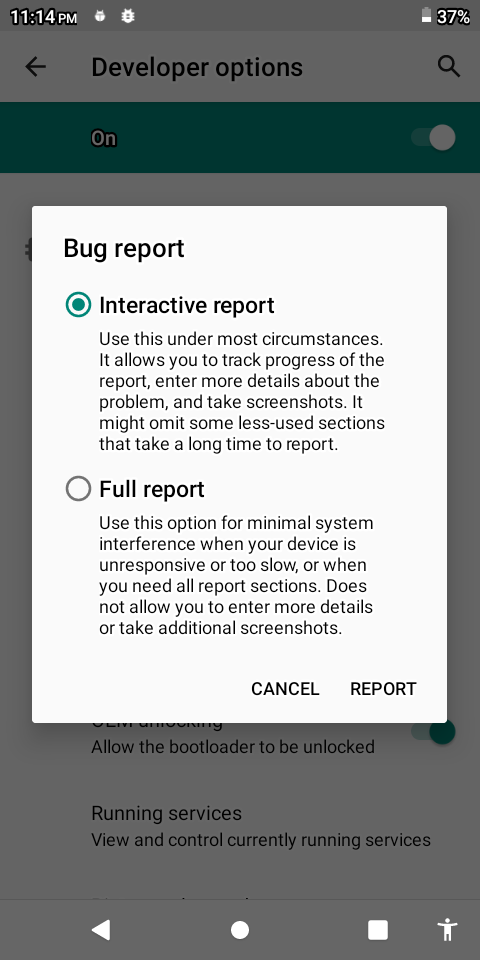 11:14 PM
37%
Developer options
On
Bug report
Interactive report
Use this under most circumstances.
It allows you to track progress of the
report, enter more details about the
problem, and take screenshots. It
might omit some less-used sections
that take a long time to report.
Full report
Use this option for minimal system
interference when your device is
unresponsive or too slow, or when
you need all report sections. Does
not allow you to enter more details
or take additional screenshots.
CANCEL
REPORT
OEM unlocking
Allow the bootloader to be unlocked
Running services
View and control currently running services